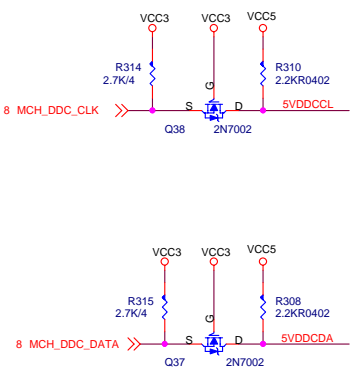 VCC3 VCC3 VCC5
R314 R310
2.7K/4 2.2KR0402
G
8 MCH_DDC_CLK S D 5VDDCCL
Q38 2N7002
VCC3 VCC3 VCC5
R315 R308
2.7K/4 2.2KR0402
G
8 MCH_DDC_DATA S D 5VDDCDA
Q37 2N7002